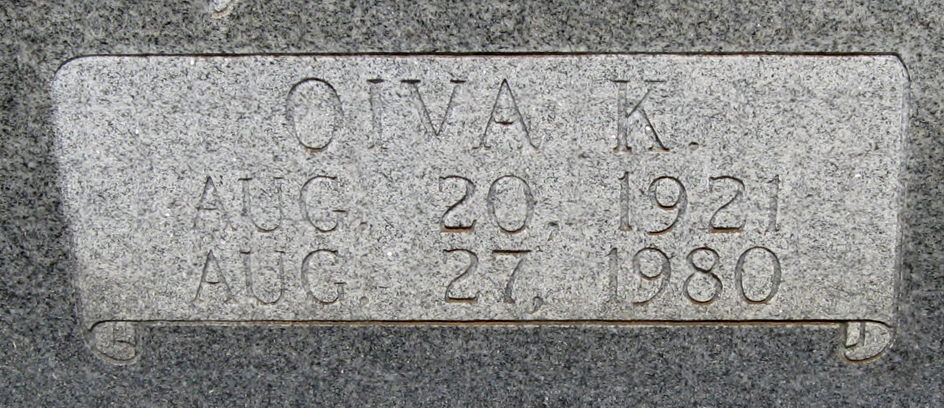 OIVA K.
AUG. 20, 1921
AUG. 27, 1980